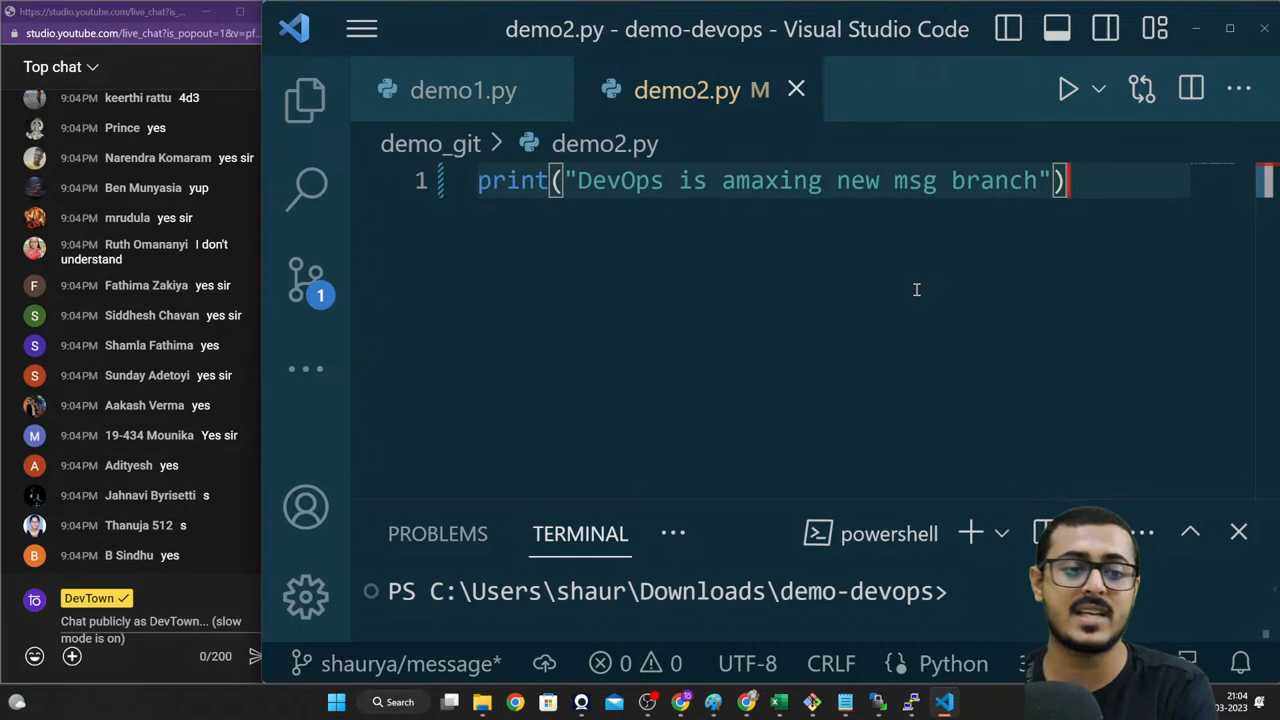 https://studio.youtube.com/live_chat?is_...
studio.youtube.com/live_chat?is_popout=1&v=pf...
Top chat
keerthi rattu 4d3
9:04PM Prince yes
9:04PM Narendra Komaram yes sir
9:04PM Ben Munyasia yup
9:04PM mrudula yes sir
9:04PM Ruth Omananyi I don't
understand
9:04PM Fathima Zakiya yes sir
9:04PM Siddhesh Chavan yes sir
9:04PM Shamla Fathima yes
9:04PM Sunday Adetoyi yes sir
9:04PM Aakash Verma yes
9:04PM 19-434 Mounika Yes sir
9:04PM Adityesh yes
9:04PM Jahnavi Byrisetti s
9:04PM Thanuja 512 s
9:04PM B Sindhu yes
DevTown
Chat publicly as DevTown... (slow
mode is on)
0/200
demo2.py - demo-devops - Visual Studio Code
demo1.py
demo2.py M
demo_git > demo2.py
1 print("DevOps is amaxing new msg branch")
1
PROBLEMS TERMINAL ... powershell
PS C:\Users\shaur\Downloads\demo-devops>
shaurya/message* 0 0 UTF-8 CRLF Python
Search
21:04
03-2023